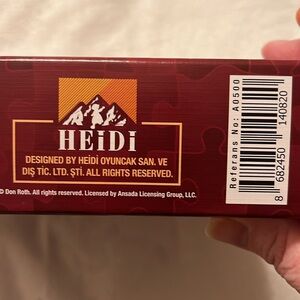 HEiDi
DESIGNED BY HEİDİ OYUNCAK SAN. VE
DIŞ TİC. LTD. ŞTİ. ALL RIGHTS RESERVED.
© Don Roth. All rights reserved. Licensed by Ansada Licensing Group, LLC.
Referans No: A0500
8 682450 140820